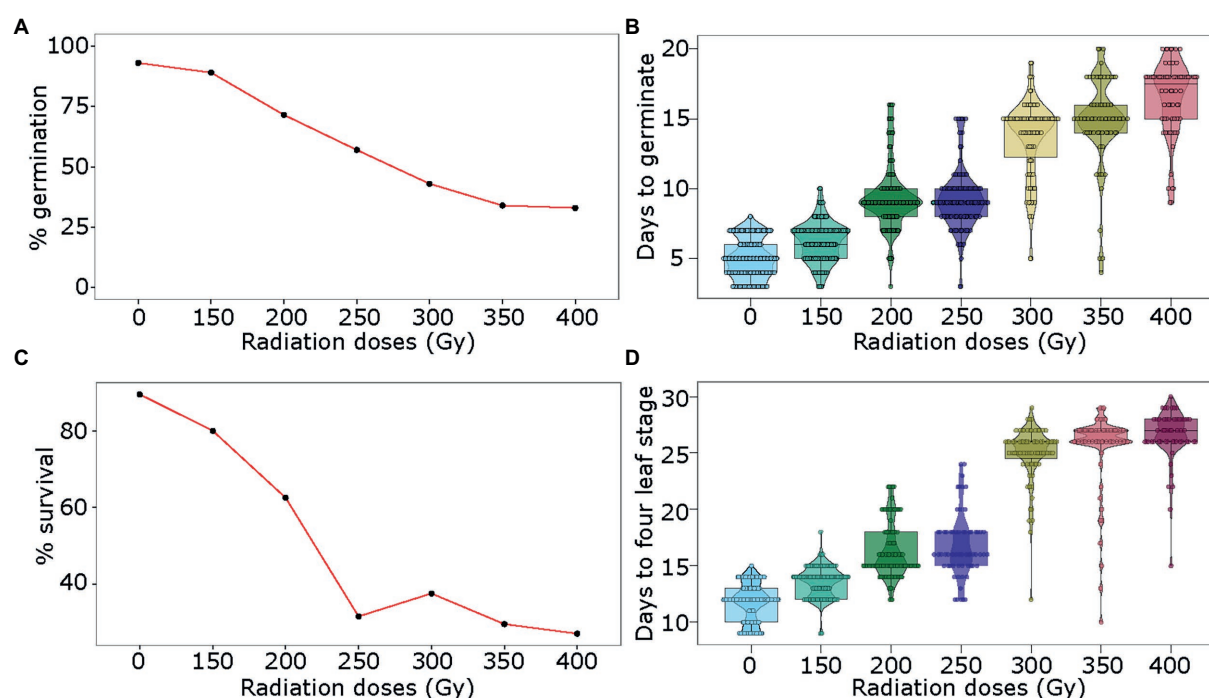 A
% germination
100
75
50
25
0
0 150 200 250 300 350 400
Radiation doses (Gy)
B
Days to germinate
20
15
10
5
0 150 200 250 300 350 400
Radiation doses (Gy)
C
% survival
80
60
40
0 150 200 250 300 350 400
Radiation doses (Gy)
D
Days to four leaf stage
30
25
20
15
10
0 150 200 250 300 350 400
Radiation doses (Gy)